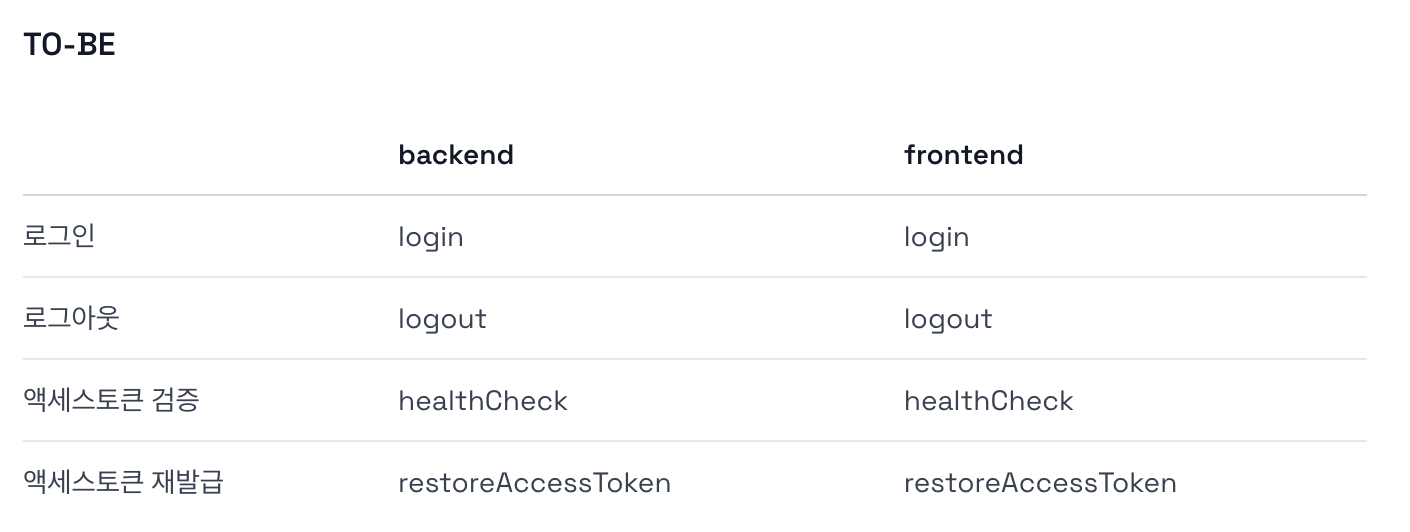 TO-BE
backend frontend
로그인 login login
로그아웃 logout logout
액세스토큰 검증 healthCheck healthCheck
액세스토큰 재발급 restoreAccessToken restoreAccessToken